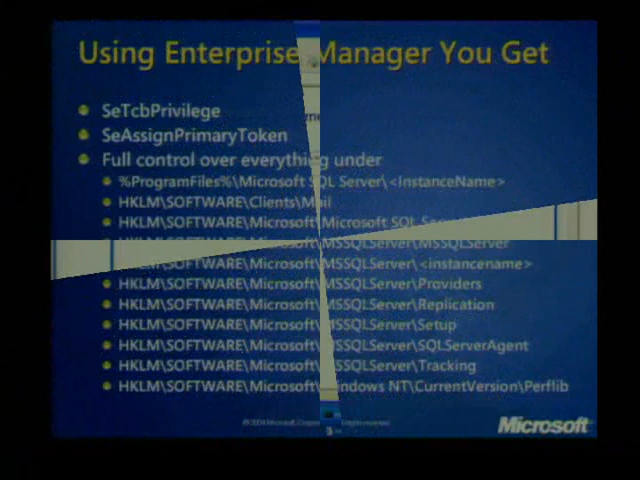 Using Enterprise Manager You Get
SeTcbPrivilege
SeAssignPrimaryToken
Full control over everything under
%ProgramFiles%\Microsoft SQL Server\<InstanceName>
HKLM\SOFTWARE\Clients\Mail
HKLM\SOFTWARE\Microsoft\Microsoft SQL
HKLM\SOFTWARE\Microsoft\MSSQLServer\MSSQLServer
HKLM\SOFTWARE\Microsoft\MSSQLServer\<instancename>
HKLM\SOFTWARE\Microsoft\MSSQLServer\Providers
HKLM\SOFTWARE\Microsoft\MSSQLServer\Replication
HKLM\SOFTWARE\Microsoft\MSSQLServer\Setup
HKLM\SOFTWARE\Microsoft\MSSQLServer\SQLServerAgent
HKLM\SOFTWARE\Microsoft\MSSQLServer\Tracking
HKLM\SOFTWARE\Microsoft\Windows NT\CurrentVersion\Perflib
Microsoft